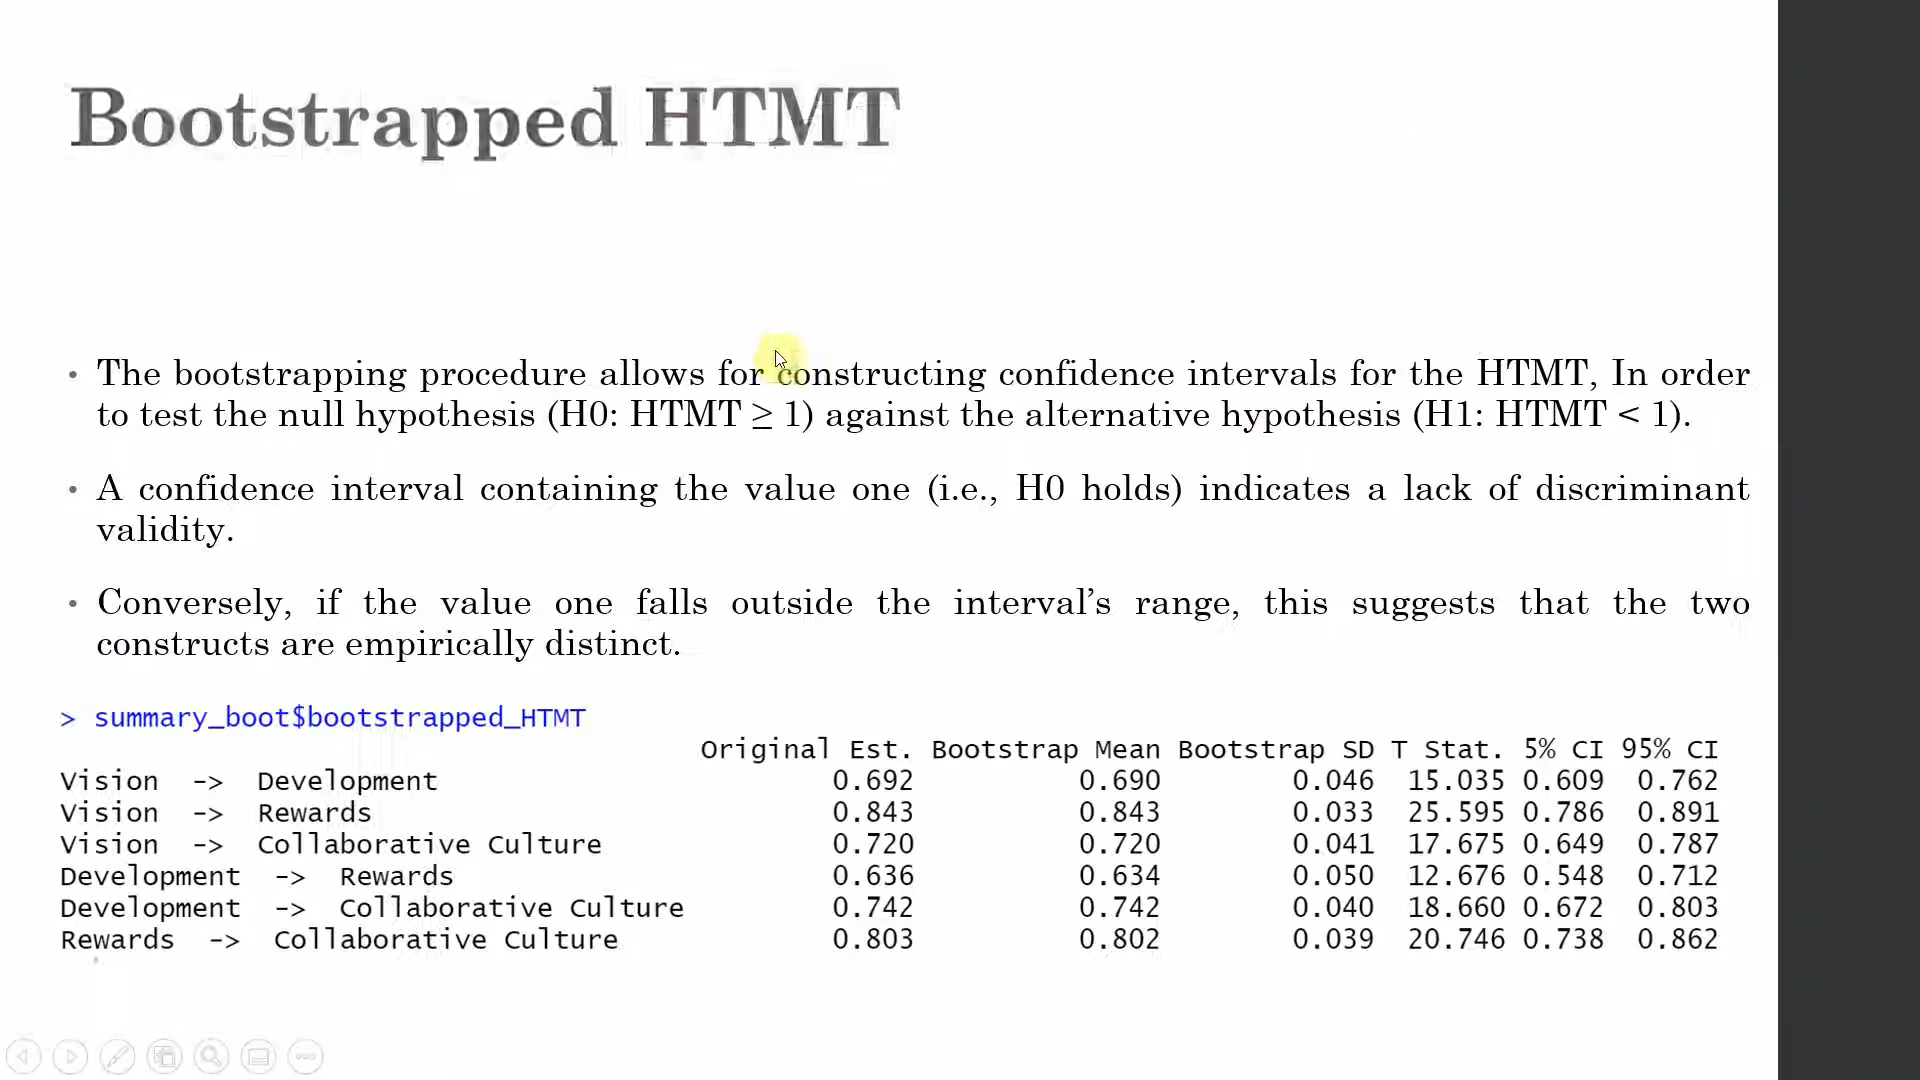 Bootstrapped HTMT
• The bootstrapping procedure allows for constructing confidence intervals for the HTMT, In order
to test the null hypothesis (H0: HTMT ≥ 1) against the alternative hypothesis (H1: HTMT < 1).
• A confidence interval containing the value one (i.e., H0 holds) indicates a lack of discriminant
validity.
• Conversely, if the value one falls outside the interval’s range, this suggests that the two
constructs are empirically distinct.
> summary_boot$bootstrapped_HTMT
Original Est. Bootstrap Mean Bootstrap SD T Stat. 5% CI 95% CI
Vision -> Development 0.692 0.690 0.046 15.035 0.609 0.762
Vision -> Rewards 0.843 0.843 0.033 25.595 0.786 0.891
Vision -> Collaborative Culture 0.720 0.720 0.041 17.675 0.649 0.787
Development -> Rewards 0.636 0.634 0.050 12.676 0.548 0.712
Development -> Collaborative Culture 0.742 0.742 0.040 18.660 0.672 0.803
Rewards -> Collaborative Culture 0.803 0.802 0.039 20.746 0.738 0.862